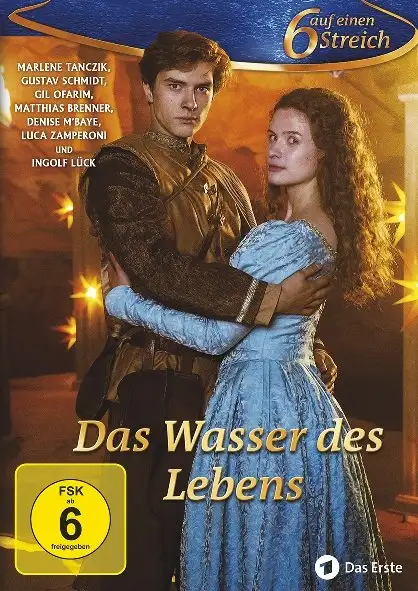 6 auf einen
Streich
MARLENE TANCZIK,
GUSTAV SCHMIDT,
GIL OFARIM,
MATTHIAS BRENNER,
DENISE M'BAYE,
LUCA ZAMPERONI
UND
INGOLF LÜCK
Das Wasser des
Lebens
FSK
ab
6
freigegeben
1 Das Erste